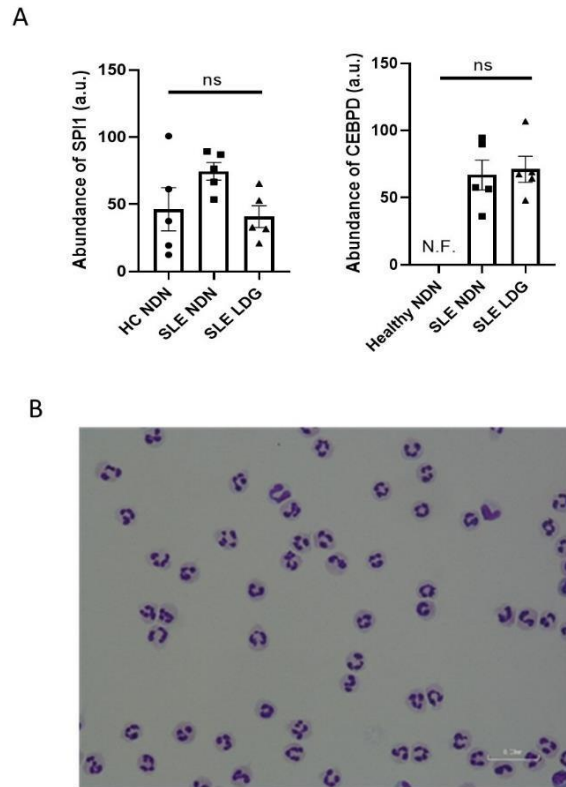 A
Abundance of SPI1 (a.u.)
150
100
50
0
ns
HC NDN
SLE NDN
SLE LDG
Abundance of CEBPD (a.u.)
150
100
50
0
ns
N.F.
Healthy NDN
SLE NDN
SLE LDG
B